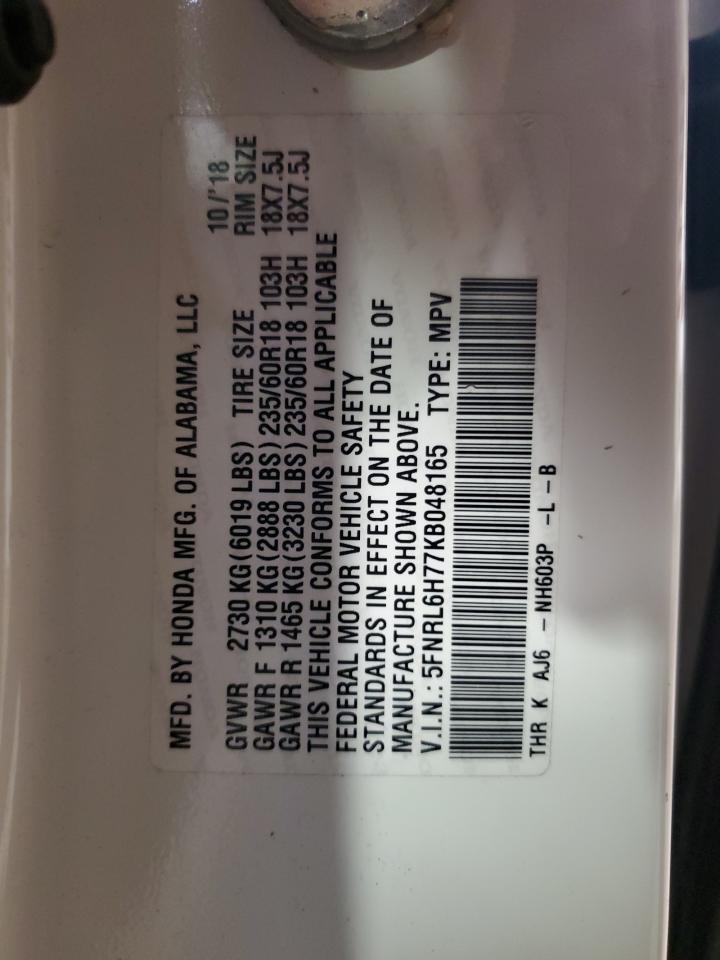 MFD. BY HONDA MFG. OF ALABAMA, LLC
10/'18
GVWR 2730 KG(6019 LBS) TIRE SIZE RIM SIZE
GAWR F 1310 KG(2888 LBS)235/60R18 103H 18X7.5J
GAWR R 1465 KG(3230 LBS)235/60R18 103H 18X7.5J
THIS VEHICLE CONFORMS TO ALL APPLICABLE
FEDERAL MOTOR VEHICLE SAFETY
STANDARDS IN EFFECT ON THE DATE OF
MANUFACTURE SHOWN ABOVE.
V.I.N.: 5FNRL6H77KB048165 TYPE: MPV
THR K AJ6 -NH603P -L-B